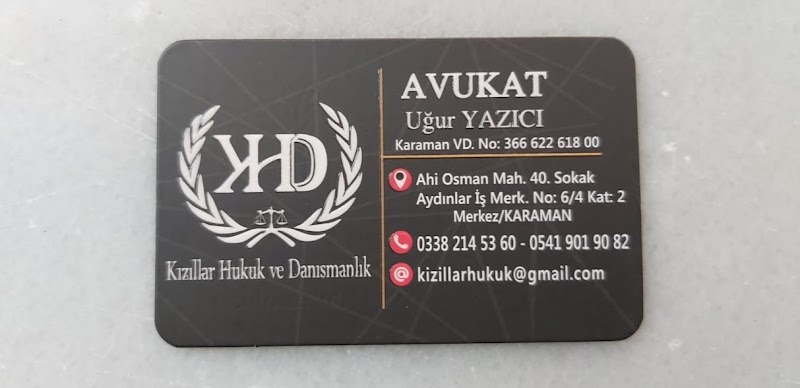 KHD
Kızıllar Hukuk ve Danısmanlık
AVUKAT
Uğur YAZICI
Karaman VD. No: 366 622 618 00
Ahi Osman Mah. 40. Sokak
Aydınlar İş Merk. No: 6/4 Kat: 2
Merkez/KARAMAN
0338 214 53 60 - 0541 901 90 82
@ kizillarhukuk@gmail.com